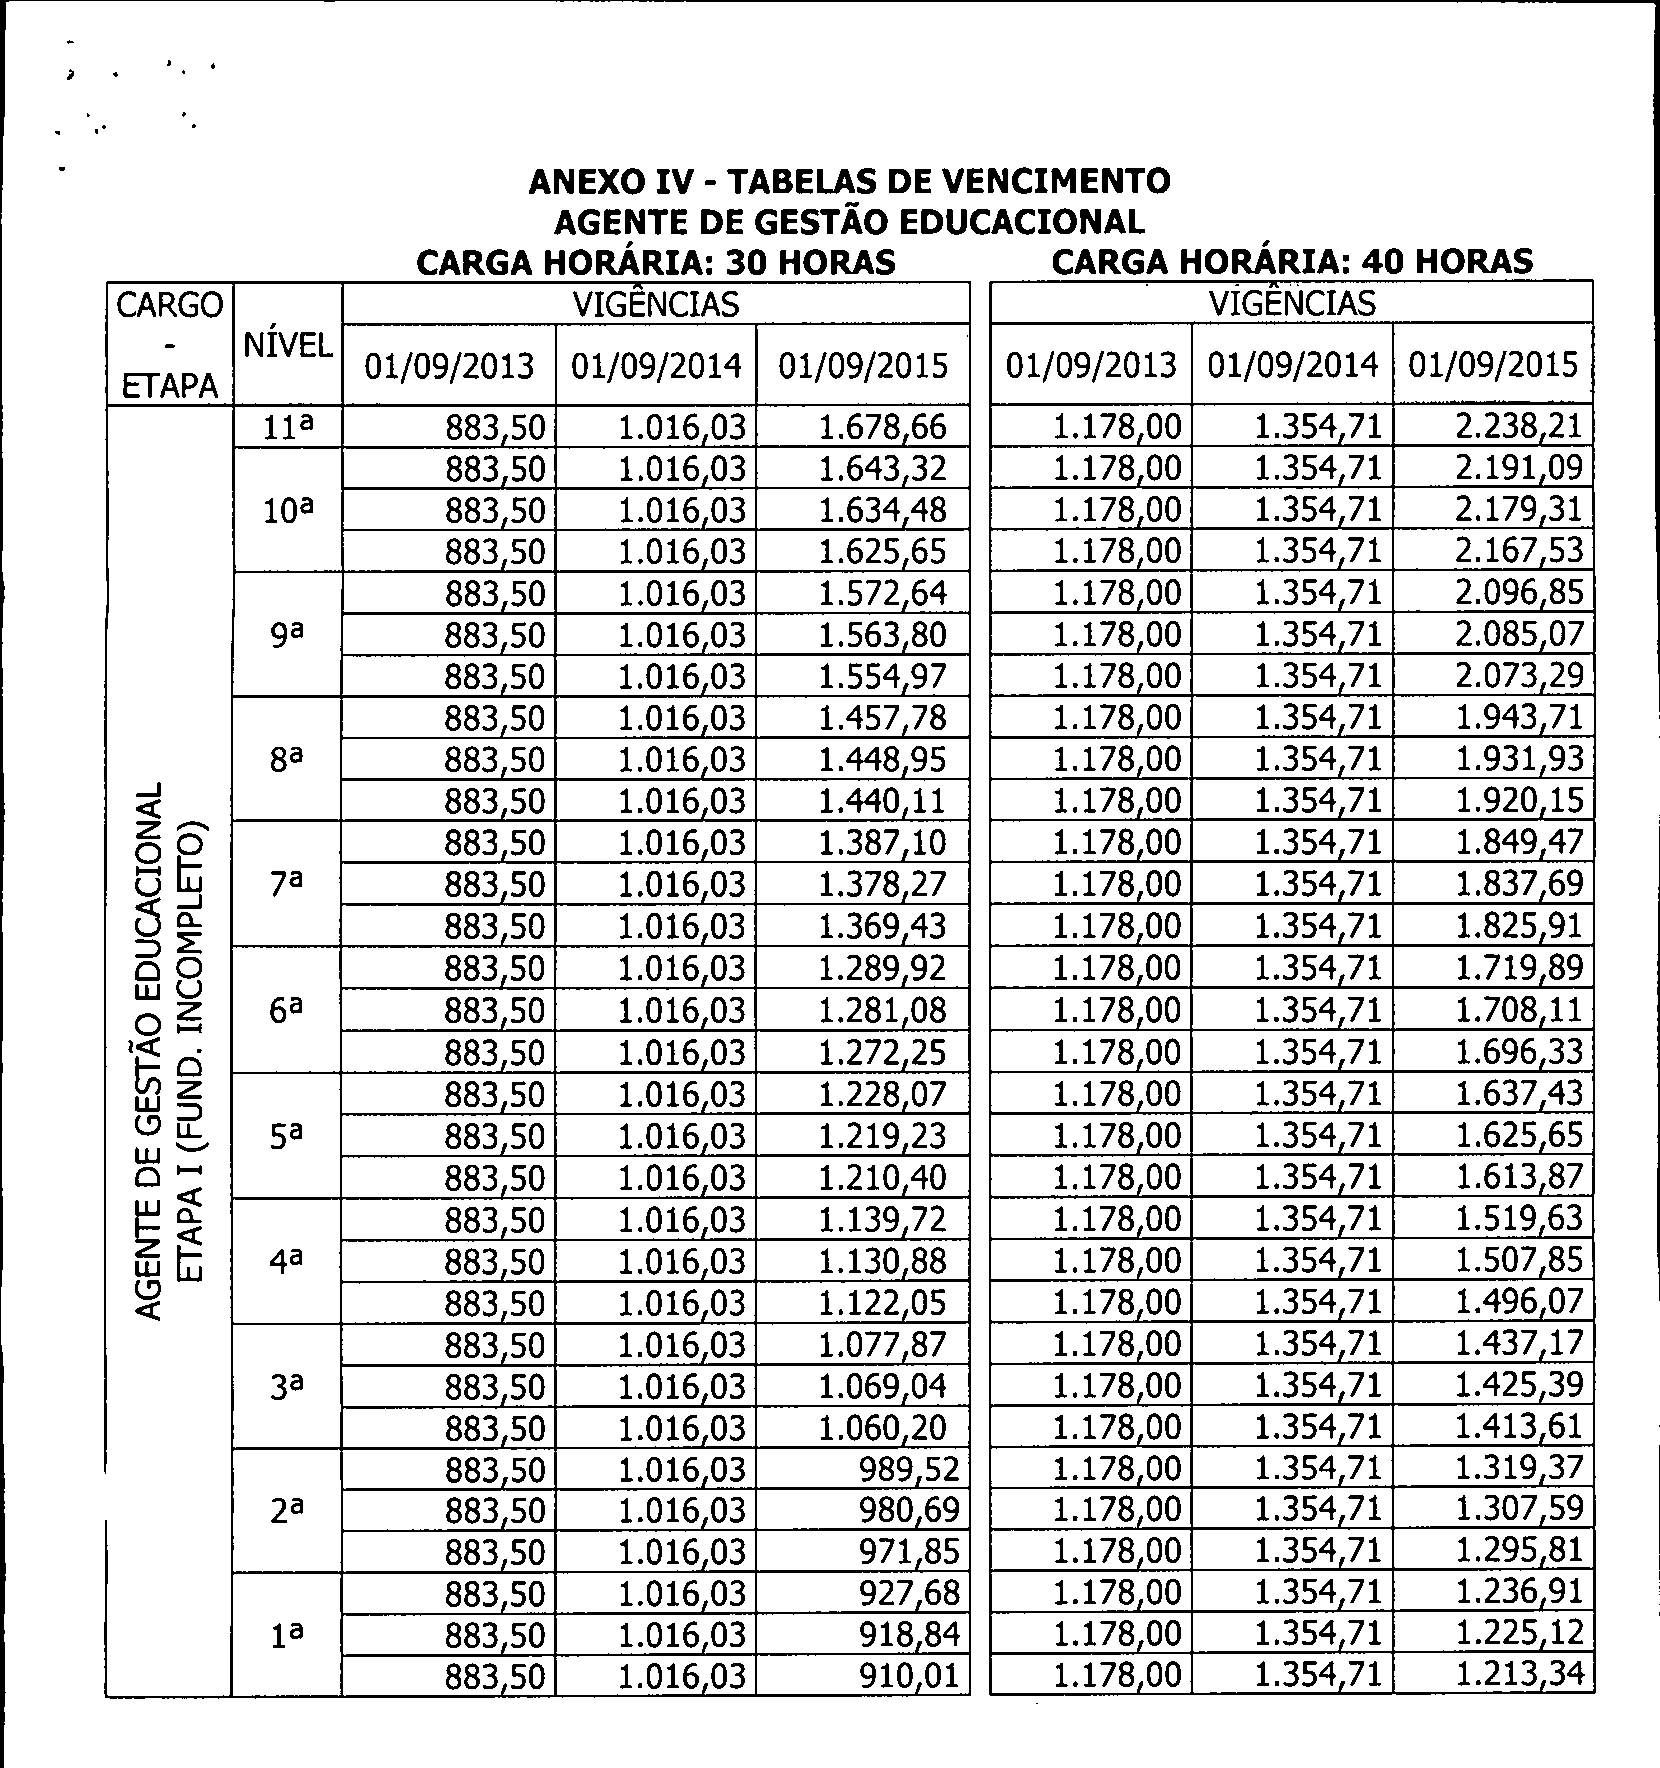 ANEXO IV - TABELAS DE VENCIMENTO
AGENTE DE GESTÃO EDUCACIONAL
CARGA HORÁRIA: 30 HORAS CARGA HORÁRIA: 40 HORAS
CARGO - ETAPA NÍVEL VIGÊNCIAS VIGÊNCIAS
01/09/2013 01/09/2014 01/09/2015 01/09/2013 01/09/2014 01/09/2015
AGENTE DE GESTÃO EDUCACIONAL
ETAPA I (FUND. INCOMPLETO)
11ª 883,50 1.016,03 1.678,66 1.178,00 1.354,71 2.238,21
883,50 1.016,03 1.643,32 1.178,00 1.354,71 2.191,09
10ª 883,50 1.016,03 1.634,48 1.178,00 1.354,71 2.179,31
883,50 1.016,03 1.625,65 1.178,00 1.354,71 2.167,53
883,50 1.016,03 1.572,64 1.178,00 1.354,71 2.096,85
9ª 883,50 1.016,03 1.563,80 1.178,00 1.354,71 2.085,07
883,50 1.016,03 1.554,97 1.178,00 1.354,71 2.073,29
883,50 1.016,03 1.457,78 1.178,00 1.354,71 1.943,71
8ª 883,50 1.016,03 1.448,95 1.178,00 1.354,71 1.931,93
883,50 1.016,03 1.440,11 1.178,00 1.354,71 1.920,15
883,50 1.016,03 1.387,10 1.178,00 1.354,71 1.849,47
7ª 883,50 1.016,03 1.378,27 1.178,00 1.354,71 1.837,69
883,50 1.016,03 1.369,43 1.178,00 1.354,71 1.825,91
883,50 1.016,03 1.289,92 1.178,00 1.354,71 1.719,89
6ª 883,50 1.016,03 1.281,08 1.178,00 1.354,71 1.708,11
883,50 1.016,03 1.272,25 1.178,00 1.354,71 1.696,33
883,50 1.016,03 1.228,07 1.178,00 1.354,71 1.637,43
5ª 883,50 1.016,03 1.219,23 1.178,00 1.354,71 1.625,65
883,50 1.016,03 1.210,40 1.178,00 1.354,71 1.613,87
883,50 1.016,03 1.139,72 1.178,00 1.354,71 1.519,63
4ª 883,50 1.016,03 1.130,88 1.178,00 1.354,71 1.507,85
883,50 1.016,03 1.122,05 1.178,00 1.354,71 1.496,07
883,50 1.016,03 1.077,87 1.178,00 1.354,71 1.437,17
3ª 883,50 1.016,03 1.069,04 1.178,00 1.354,71 1.425,39
883,50 1.016,03 1.060,20 1.178,00 1.354,71 1.413,61
883,50 1.016,03 989,52 1.178,00 1.354,71 1.319,37
2ª 883,50 1.016,03 980,69 1.178,00 1.354,71 1.307,59
883,50 1.016,03 971,85 1.178,00 1.354,71 1.295,81
883,50 1.016,03 927,68 1.178,00 1.354,71 1.236,91
1ª 883,50 1.016,03 918,84 1.178,00 1.354,71 1.225,12
883,50 1.016,03 910,01 1.178,00 1.354,71 1.213,34